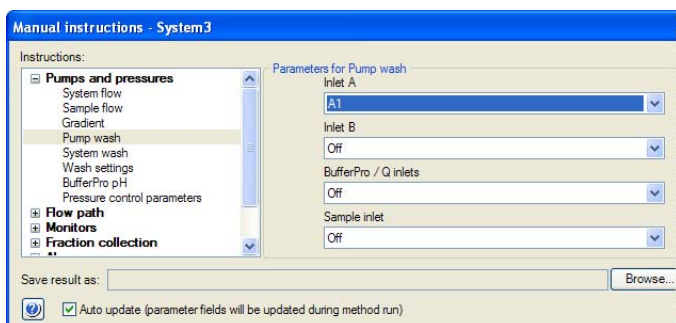 Manual instructions - System3
Instructions:
Pumps and pressures
System flow
Sample flow
Gradient
Pump wash
System wash
Wash settings
BufferPro pH
Pressure control parameters
Flow path
Monitors
Fraction collection
Parameters for Pump wash
Inlet A
A1
Inlet B
Off
BufferPro / Q inlets
Off
Sample inlet
Off
Save result as:
Browse...
Auto update (parameter fields will be updated during method run)